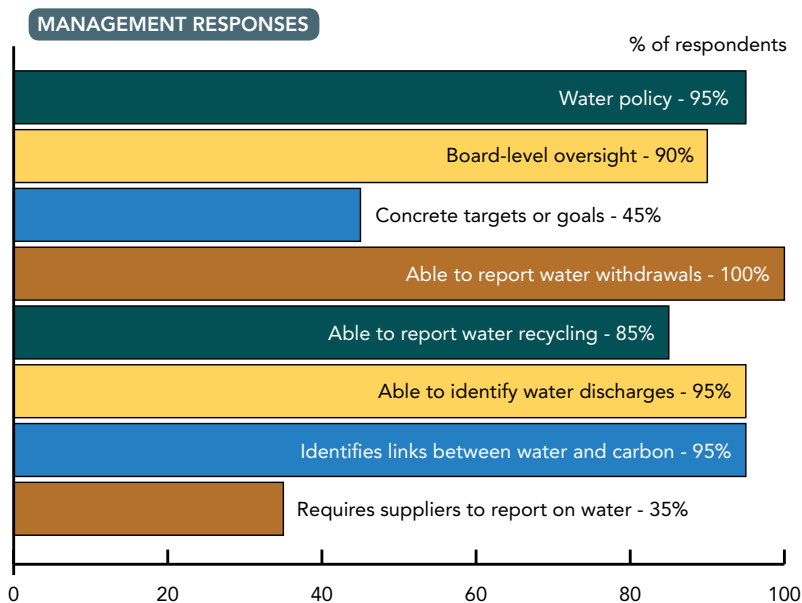 MANAGEMENT RESPONSES
% of respondents
Water policy - 95%
Board-level oversight - 90%
Concrete targets or goals - 45%
Able to report water withdrawals - 100%
Able to report water recycling - 85%
Able to identify water discharges - 95%
Identifies links between water and carbon - 95%
Requires suppliers to report on water - 35%
0 20 40 60 80 100